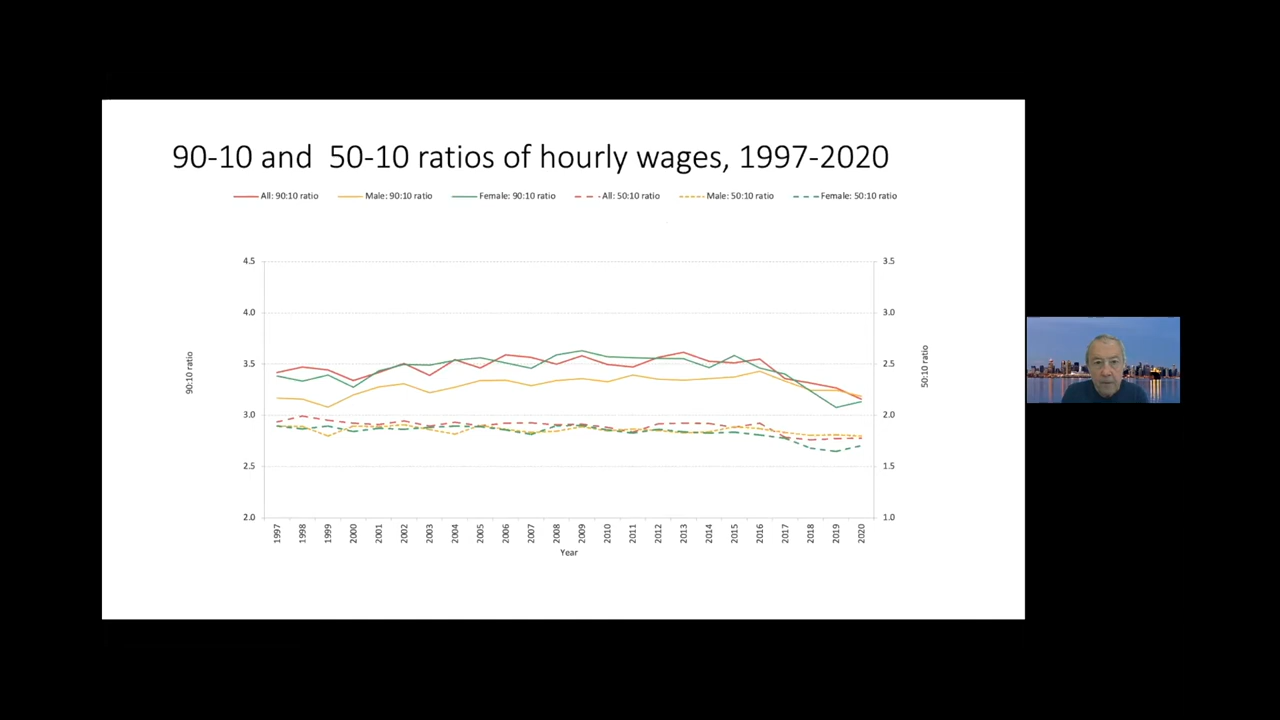 90-10 and  50-10 ratios of hourly wages, 1997-2020
All: 90:10 ratio Male: 90:10 ratio Female: 90:10 ratio All: 50:10 ratio Male: 50:10 ratio Female: 50:10 ratio
4.5 3.5
4.0 3.0
3.5 2.5
3.0 2.0
2.5 1.5
2.0 1.0
90:10 ratio
50:10 ratio
1997 1998 1999 2000 2001 2002 2003 2004 2005 2006 2007 2008 2009 2010 2011 2012 2013 2014 2015 2016 2017 2018 2019 2020
Year